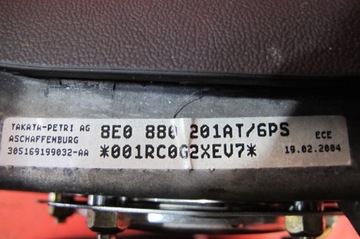 TAKATA-PETRI AG
ASCHAFFENBURG
305169199032-AA
8E0 880 201AT/6PS
*001RC0G2XEV7*
ECE
19.02.2004